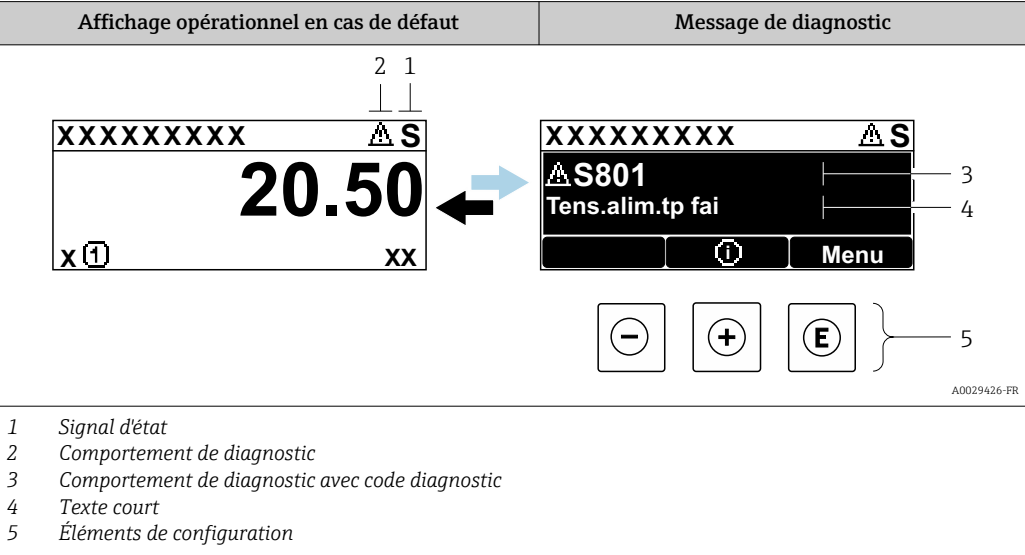 Affichage opérationnel en cas de défaut
Message de diagnostic
2 1
XXXXXXXXX S
20.50
x 1 xx
XXXXXXXXX S
S801
3
Tens.alim.tp fai
4
i Menu
− + E
5
A0029426-FR
1 Signal d'état
2 Comportement de diagnostic
3 Comportement de diagnostic avec code diagnostic
4 Texte court
5 Éléments de configuration